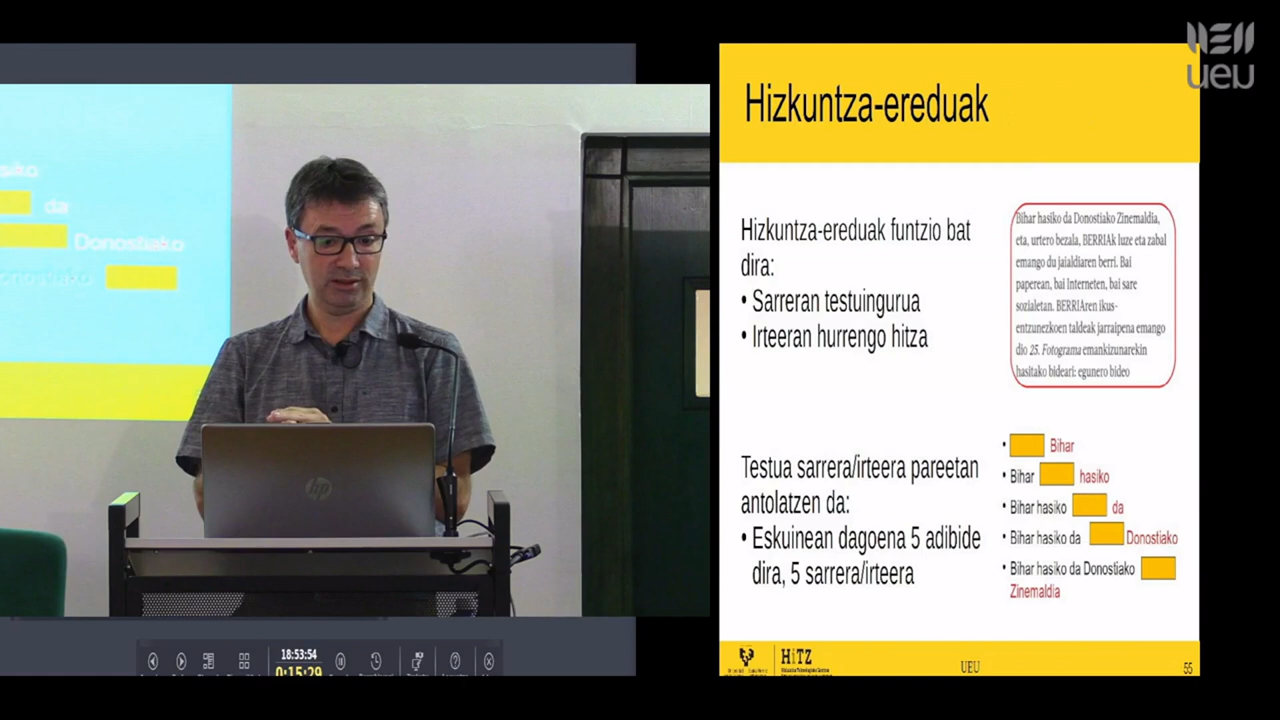 ueu
Hizkuntza-ereduak
Hizkuntza-ereduak funtzio bat
dira:
• Sarreran testuingurua
• Irteeran hurrengo hitza
Bihar hasiko da Donostiako Zinemaldia,
eta, urtero bezala, BERRIAk luze eta zabal
emango du jaialdiaren berri. Bai
paperean, bai Interneten, bai sare
sozialetan. BERRIAren ikus-
entzunezkoen taldeak jarraipena emango
dio 25. Fotograma emankizunarekin
hasitako bideari: egunero bideo
Testua sarrera/irteera pareetan
antolatzen da:
• Eskuinean dagoena 5 adibide
dira, 5 sarrera/irteera
• Bihar
• Bihar hasiko
• Bihar hasiko da
• Bihar hasiko da Donostiako
• Bihar hasiko da Donostiako
Zinemaldia
HiTZ
UEU
55
da
Donostiako
hp
18:53:54
0:15:29